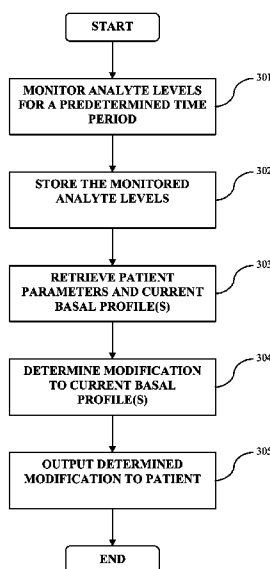 START
MONITOR ANALYTE LEVELS
FOR A PREDETERMINED TIME
PERIOD
301
STORE THE MONITORED
ANALYTE LEVELS
302
RETRIEVE PATIENT
PARAMETERS AND CURRENT
BASAL PROFILE(S)
303
DETERMINE MODIFICATION
TO CURRENT BASAL
PROFILE(S)
304
OUTPUT DETERMINED
MODIFICATION TO PATIENT
305
END